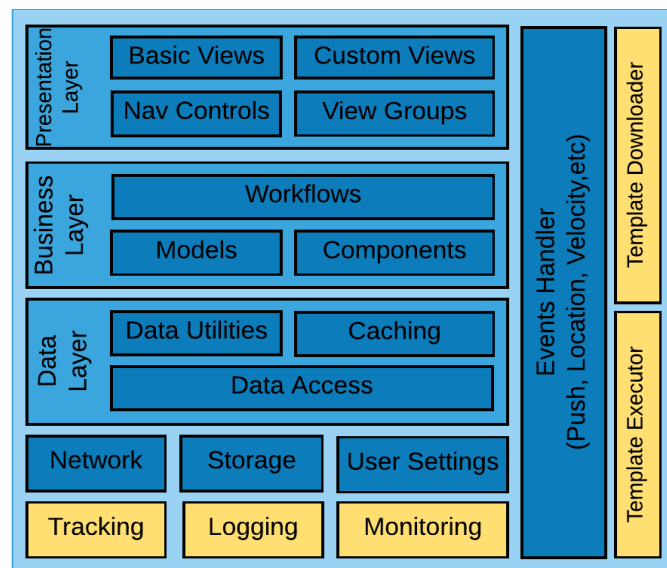 Presentation
Layer
Basic Views
Custom Views
Nav Controls
View Groups
Business
Layer
Workflows
Models
Components
Data
Layer
Data Utilities
Caching
Data Access
Network
Storage
User Settings
Tracking
Logging
Monitoring
Events Handler
(Push, Location, Velocity,etc)
Template Downloader
Template Executor